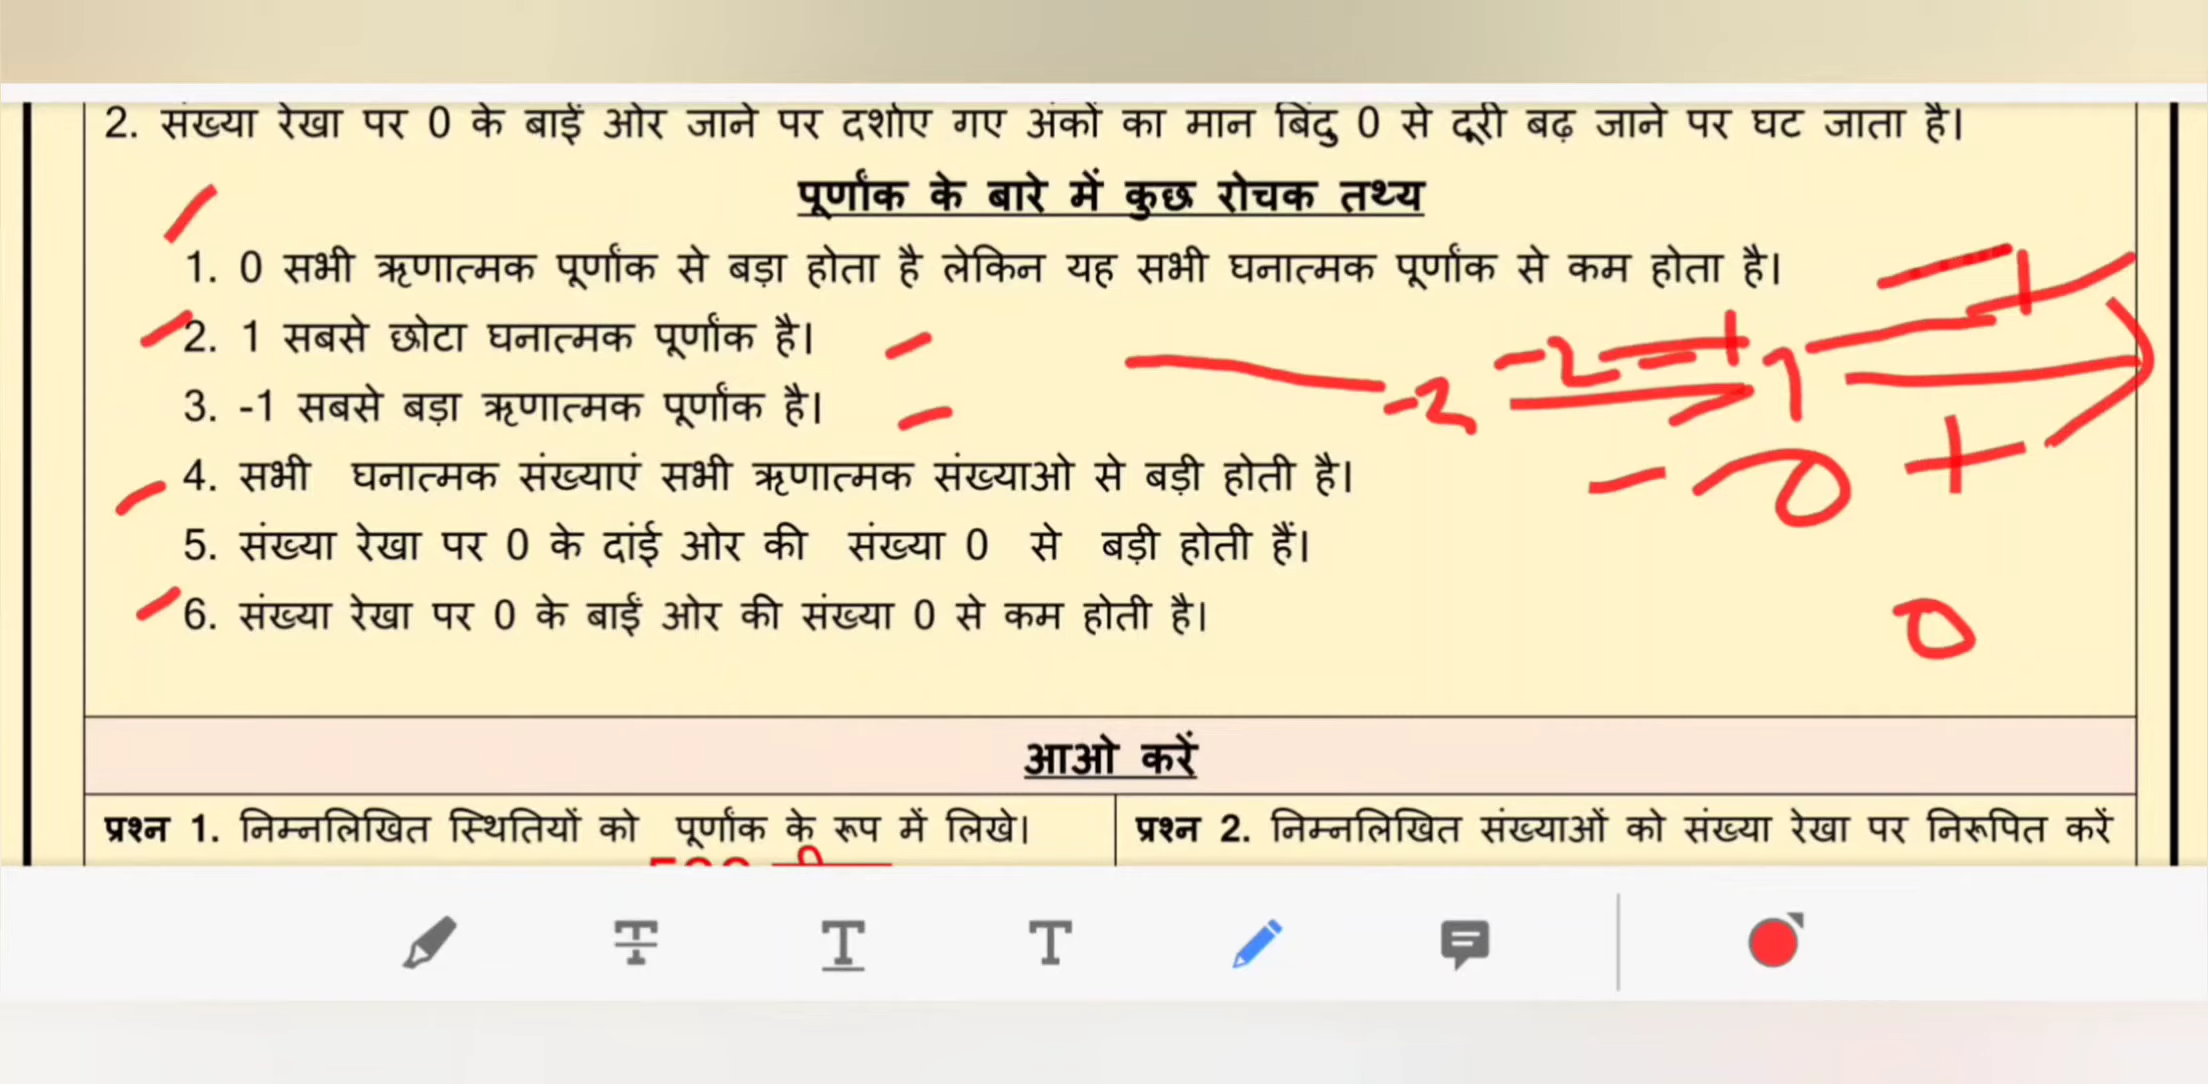 2. संख्या रेखा पर 0 के बाईं ओर जाने पर दर्शाए गए अंकों का मान बिंदु 0 से दूरी बढ़ जाने पर घट जाता है।
पूर्णांक के बारे में कुछ रोचक तथ्य
1. 0 सभी ऋणात्मक पूर्णांक से बड़ा होता है लेकिन यह सभी घनात्मक पूर्णांक से कम होता है।
2. 1 सबसे छोटा घनात्मक पूर्णांक है।
3. -1 सबसे बड़ा ऋणात्मक पूर्णांक है।
4. सभी घनात्मक संख्याएं सभी ऋणात्मक संख्याओ से बड़ी होती है।
5. संख्या रेखा पर 0 के दांई ओर की संख्या 0 से बड़ी होती हैं।
6. संख्या रेखा पर 0 के बाईं ओर की संख्या 0 से कम होती है।
-2
0 +
0
आओ करें
प्रश्न 1. निम्नलिखित स्थितियों को पूर्णांक के रूप में लिखे।
प्रश्न 2. निम्नलिखित संख्याओं को संख्या रेखा पर निरूपित करें